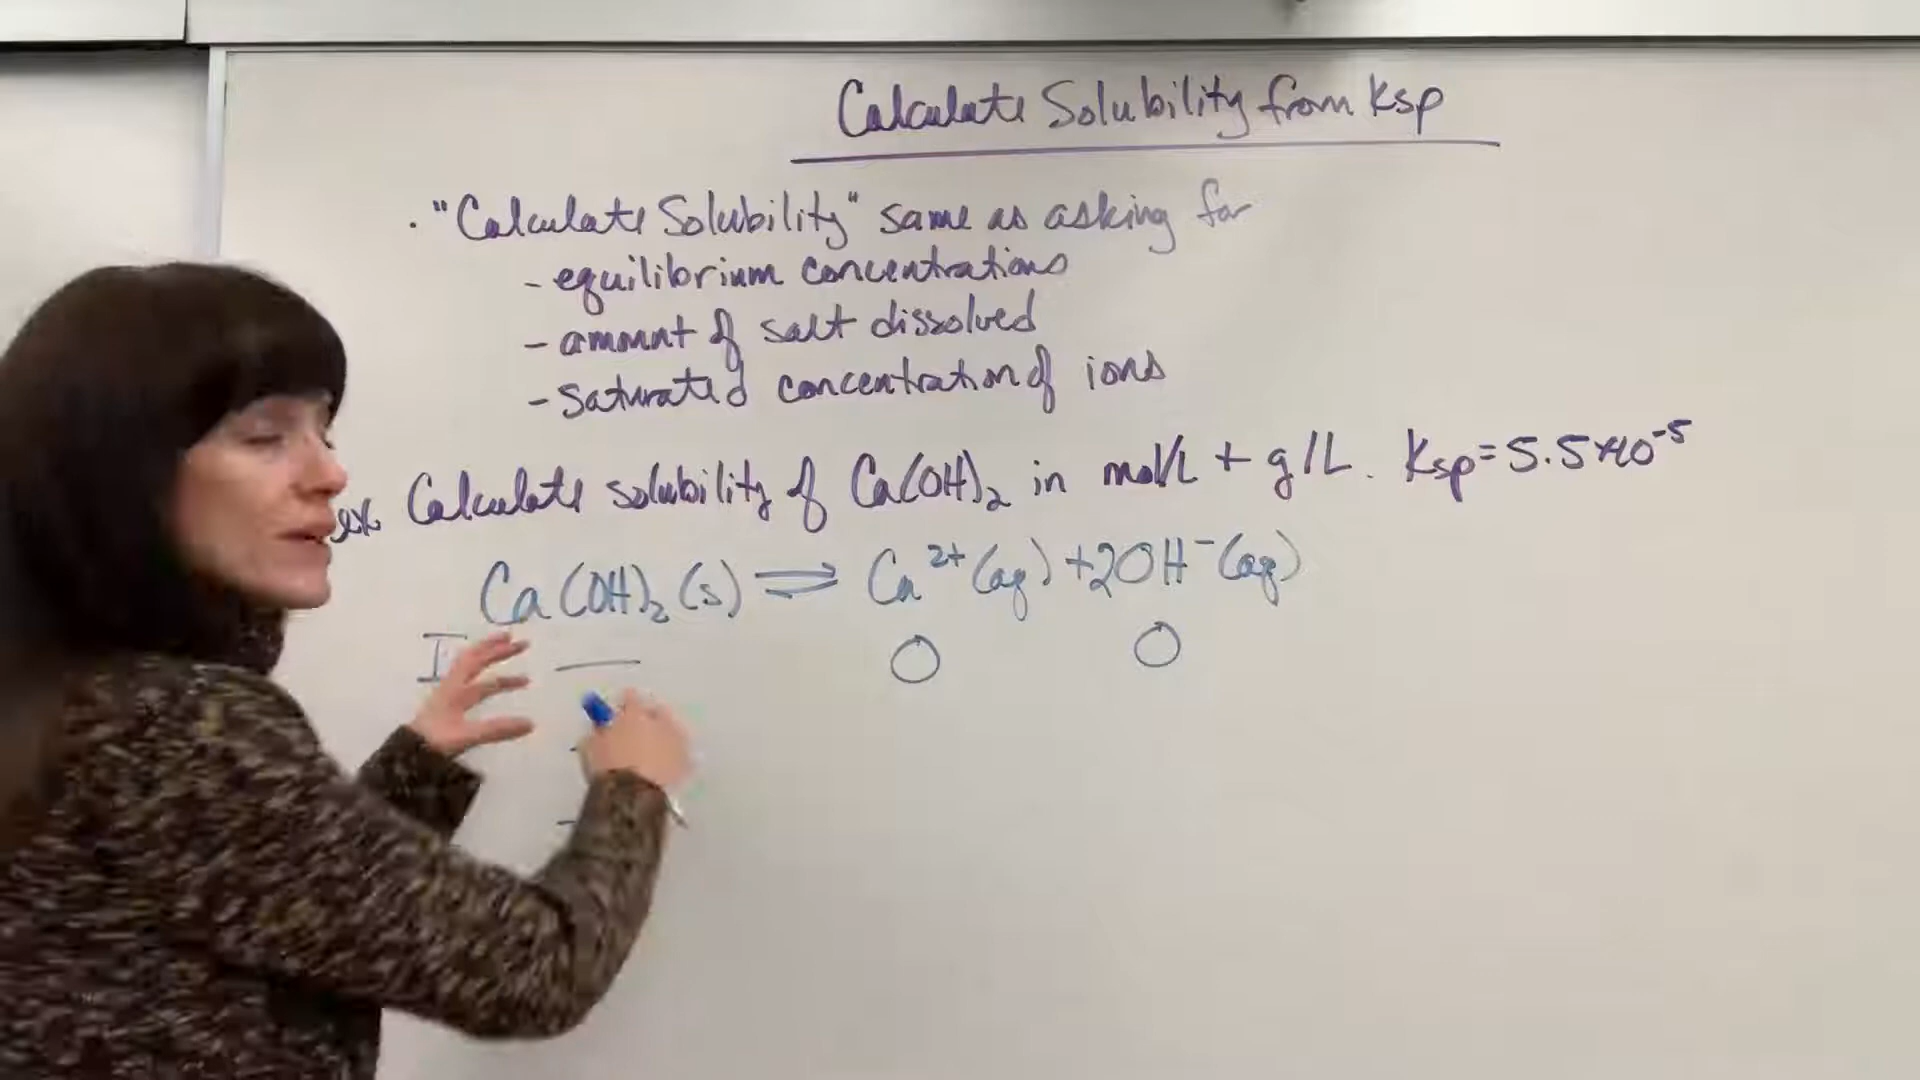 Calculate Solubility from Ksp
· "Calculate Solubility" same as asking for
- equilibrium concentrations
- amount of salt dissolved
- saturated concentration of ions
ex. Calculate solubility of Ca(OH)₂ in mol/L + g/L. Ksp = 5.5 x 10⁻⁵
Ca(OH)₂ (s) ⇌ Ca²⁺ (aq) + 2OH⁻ (aq)
I — O O